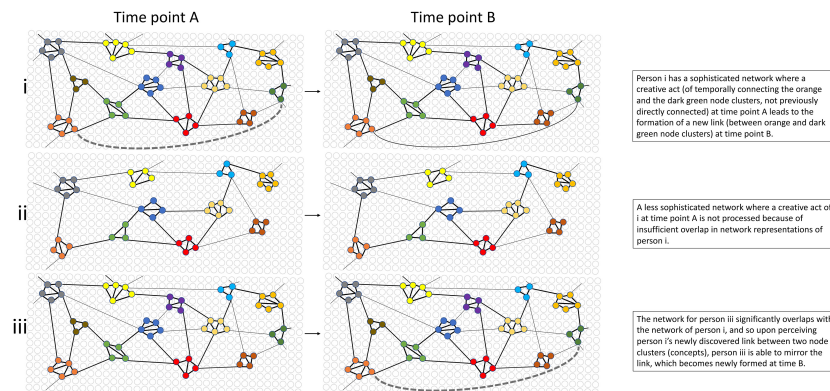 Time point A
Time point B
i
Person i has a sophisticated network where a
creative act (of temporally connecting the orange
and the dark green node clusters, not previously
directly connected) at time point A leads to the
formation of a new link (between orange and dark
green node clusters) at time point B.
ii
A less sophisticated network where a creative act of
i at time point A is not processed because of
insufficient overlap in network representations of
person i.
iii
The network for person iii significantly overlaps with
the network of person i, and so upon perceiving
person i's newly discovered link between two node
clusters (concepts), person iii is able to mirror the
link, which becomes newly formed at time B.